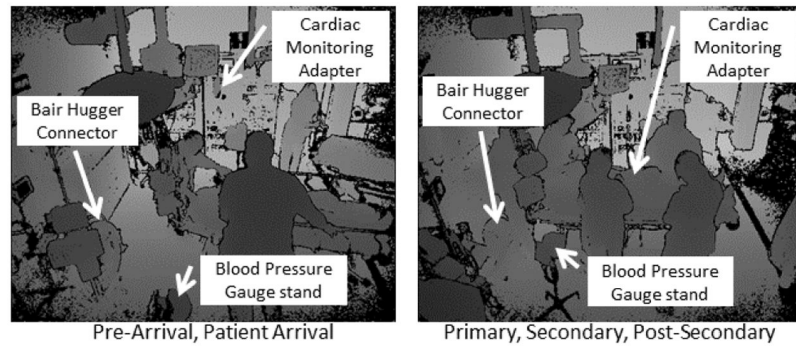 Cardiac
Monitoring
Adapter
Bair Hugger
Connector
Blood Pressure
Gauge stand
Pre-Arrival, Patient Arrival
Cardiac
Monitoring
Adapter
Bair Hugger
Connector
Blood Pressure
Gauge stand
Primary, Secondary, Post-Secondary